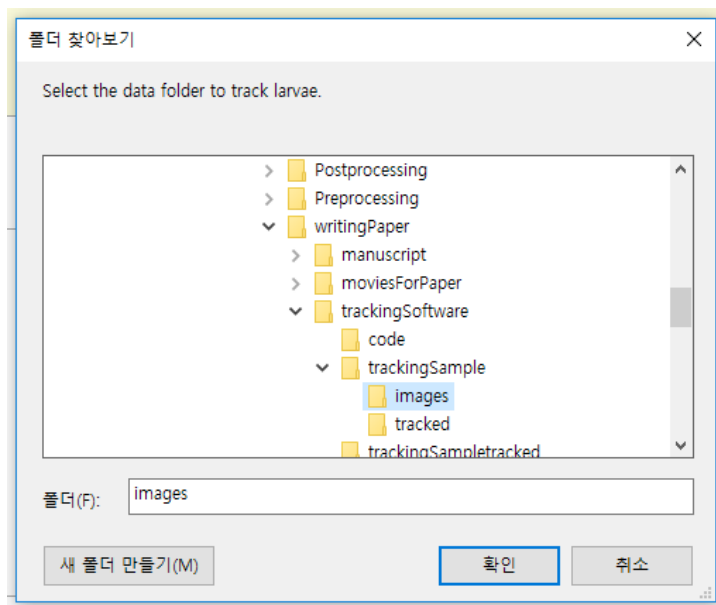 폴더 찾아보기
Select the data folder to track larvae.
Postprocessing
Preprocessing
writingPaper
manuscript
moviesForPaper
trackingSoftware
code
trackingSample
images
tracked
trackingSampletracked
폴더(F): images
새 폴더 만들기(M) 확인 취소